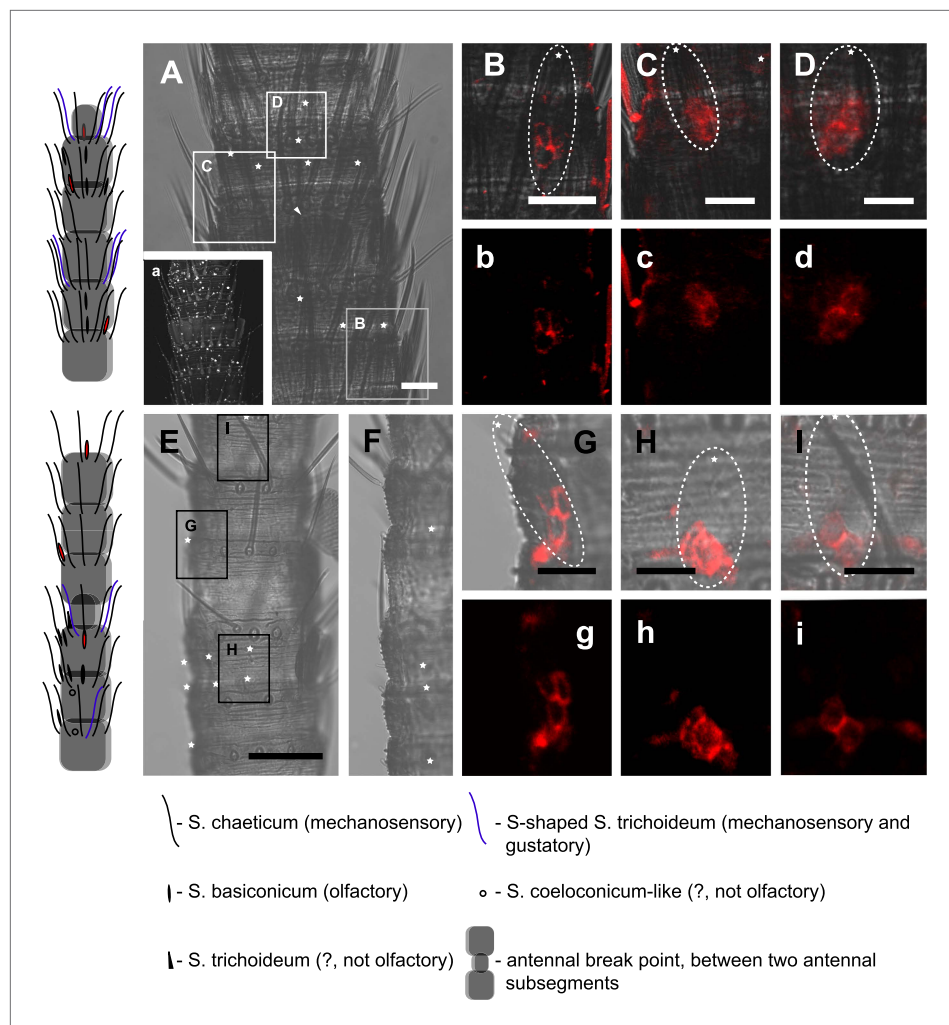 A
D
C
a
B
B
C
D
b
c
d
E
I
G
H
F
G
H
I
g
h
i
- S. chaeticum (mechanosensory)
- S-shaped S. trichoideum (mechanosensory and
gustatory)
- S. basiconicum (olfactory)
- S. coeloconicum-like (?, not olfactory)
- S. trichoideum (?, not olfactory)
- antennal break point, between two antennal
subsegments